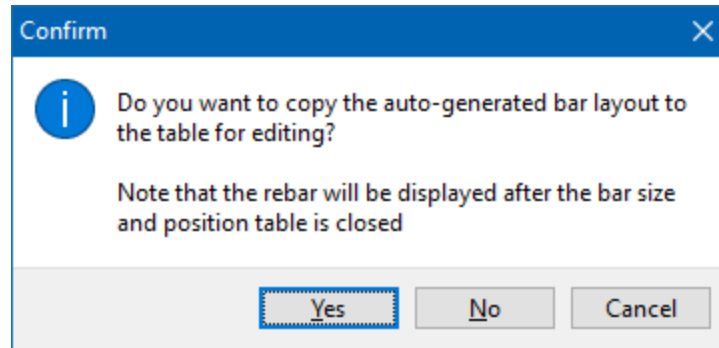 Confirm
Do you want to copy the auto-generated bar layout to
the table for editing?
Note that the rebar will be displayed after the bar size
and position table is closed
Yes
No
Cancel